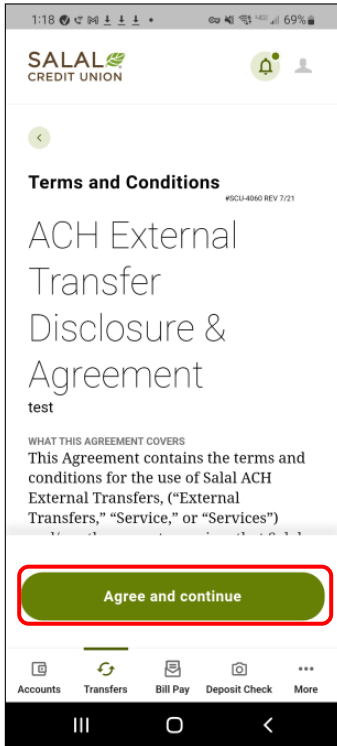 1:18 69%
SALAL
CREDIT UNION
Terms and Conditions
#SCU-4060 REV 7/21
ACH External
Transfer
Disclosure &
Agreement
test
WHAT THIS AGREEMENT COVERS
This Agreement contains the terms and
conditions for the use of Salal ACH
External Transfers, (“External
Transfers,” “Service,” or “Services”)
Agree and continue
Accounts Transfers Bill Pay Deposit Check More